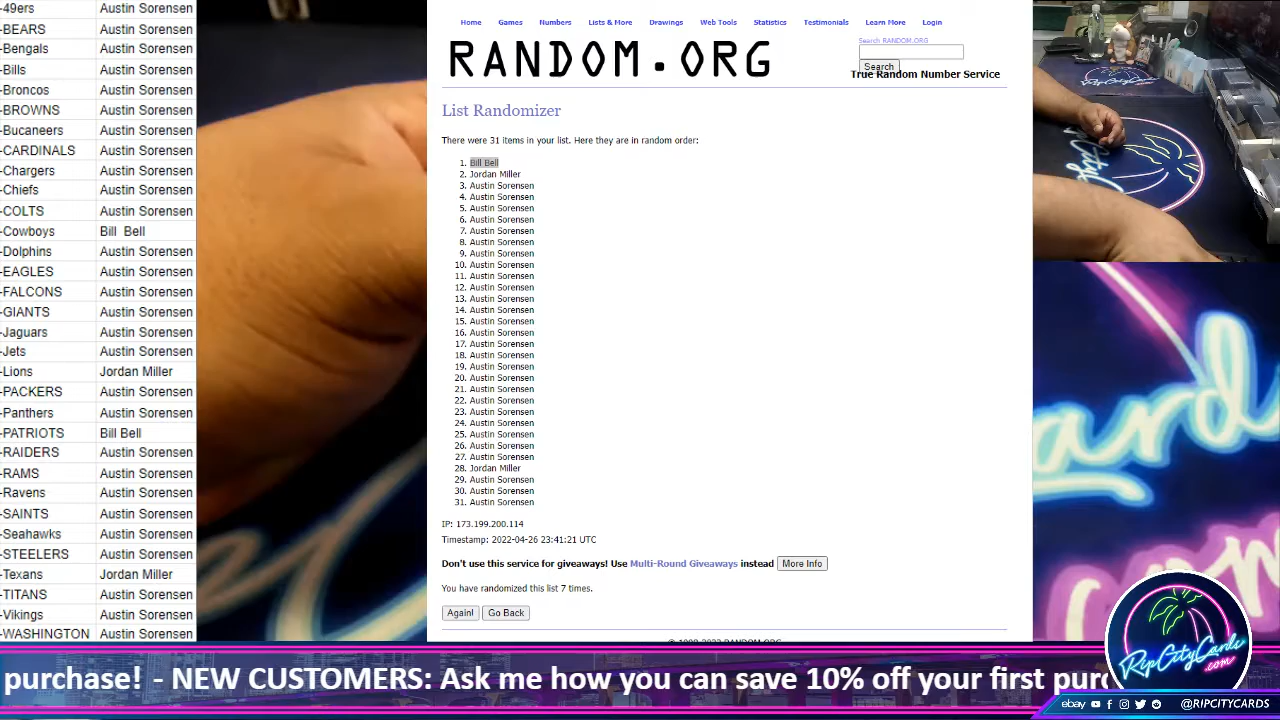 -49ers Austin Sorensen
-BEARS Austin Sorensen
-Bengals Austin Sorensen
-Bills Austin Sorensen
-Broncos Austin Sorensen
-BROWNS Austin Sorensen
-Bucaneers Austin Sorensen
-CARDINALS Austin Sorensen
-Chargers Austin Sorensen
-Chiefs Austin Sorensen
-COLTS Austin Sorensen
-Cowboys Bill Bell
-Dolphins Austin Sorensen
-EAGLES Austin Sorensen
-FALCONS Austin Sorensen
-GIANTS Austin Sorensen
-Jaguars Austin Sorensen
-Jets Austin Sorensen
-Lions Jordan Miller
-PACKERS Austin Sorensen
-Panthers Austin Sorensen
-PATRIOTS Bill Bell
-RAIDERS Austin Sorensen
-RAMS Austin Sorensen
-Ravens Austin Sorensen
-SAINTS Austin Sorensen
-Seahawks Austin Sorensen
-STEELERS Austin Sorensen
-Texans Jordan Miller
-TITANS Austin Sorensen
-Vikings Austin Sorensen
-WASHINGTON Austin Sorensen
Home Games Numbers Lists & More Drawings Web Tools Statistics Testimonials Learn More Login
RANDOM.ORG
Search RANDOM.ORG
Search
True Random Number Service
List Randomizer
There were 31 items in your list. Here they are in random order:
1. Bill Bell
2. Jordan Miller
3. Austin Sorensen
4. Austin Sorensen
5. Austin Sorensen
6. Austin Sorensen
7. Austin Sorensen
8. Austin Sorensen
9. Austin Sorensen
10. Austin Sorensen
11. Austin Sorensen
12. Austin Sorensen
13. Austin Sorensen
14. Austin Sorensen
15. Austin Sorensen
16. Austin Sorensen
17. Austin Sorensen
18. Austin Sorensen
19. Austin Sorensen
20. Austin Sorensen
21. Austin Sorensen
22. Austin Sorensen
23. Austin Sorensen
24. Austin Sorensen
25. Austin Sorensen
26. Austin Sorensen
27. Austin Sorensen
28. Jordan Miller
29. Austin Sorensen
30. Austin Sorensen
31. Austin Sorensen
IP: 173.199.200.114
Timestamp: 2022-04-26 23:41:21 UTC
Don't use this service for giveaways! Use Multi-Round Giveaways instead More Info
You have randomized this list 7 times.
Again! Go Back
purchase! - NEW CUSTOMERS: Ask me how you can save 10% off your first purc
RipCityCards
.com
ebay @RIPCITYCARDS